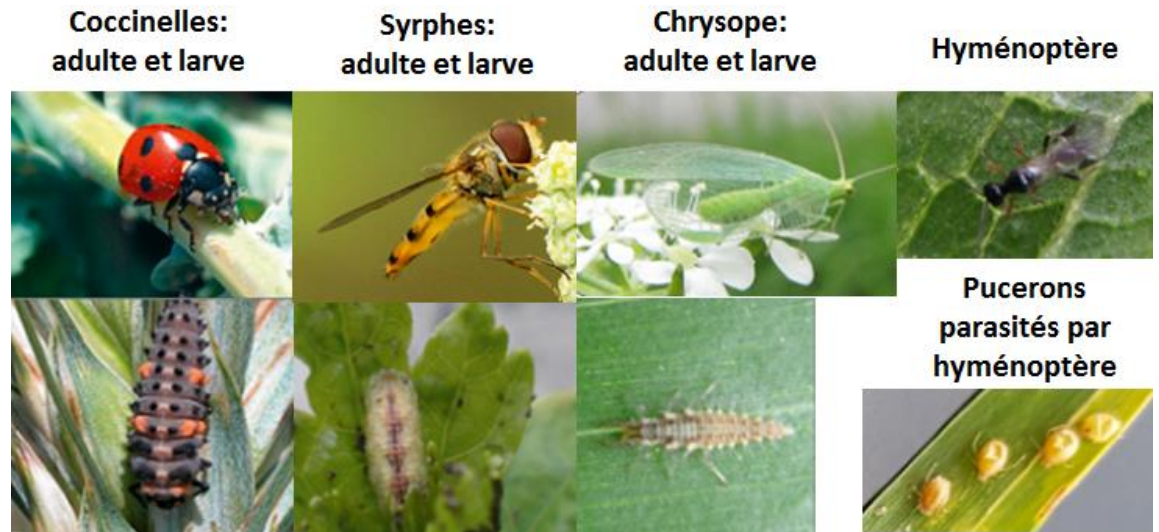 Coccinelles:
adulte et larve
Syrphes:
adulte et larve
Chrysope:
adulte et larve
Hyménoptère
Pucerons
parasités par
hyménoptère